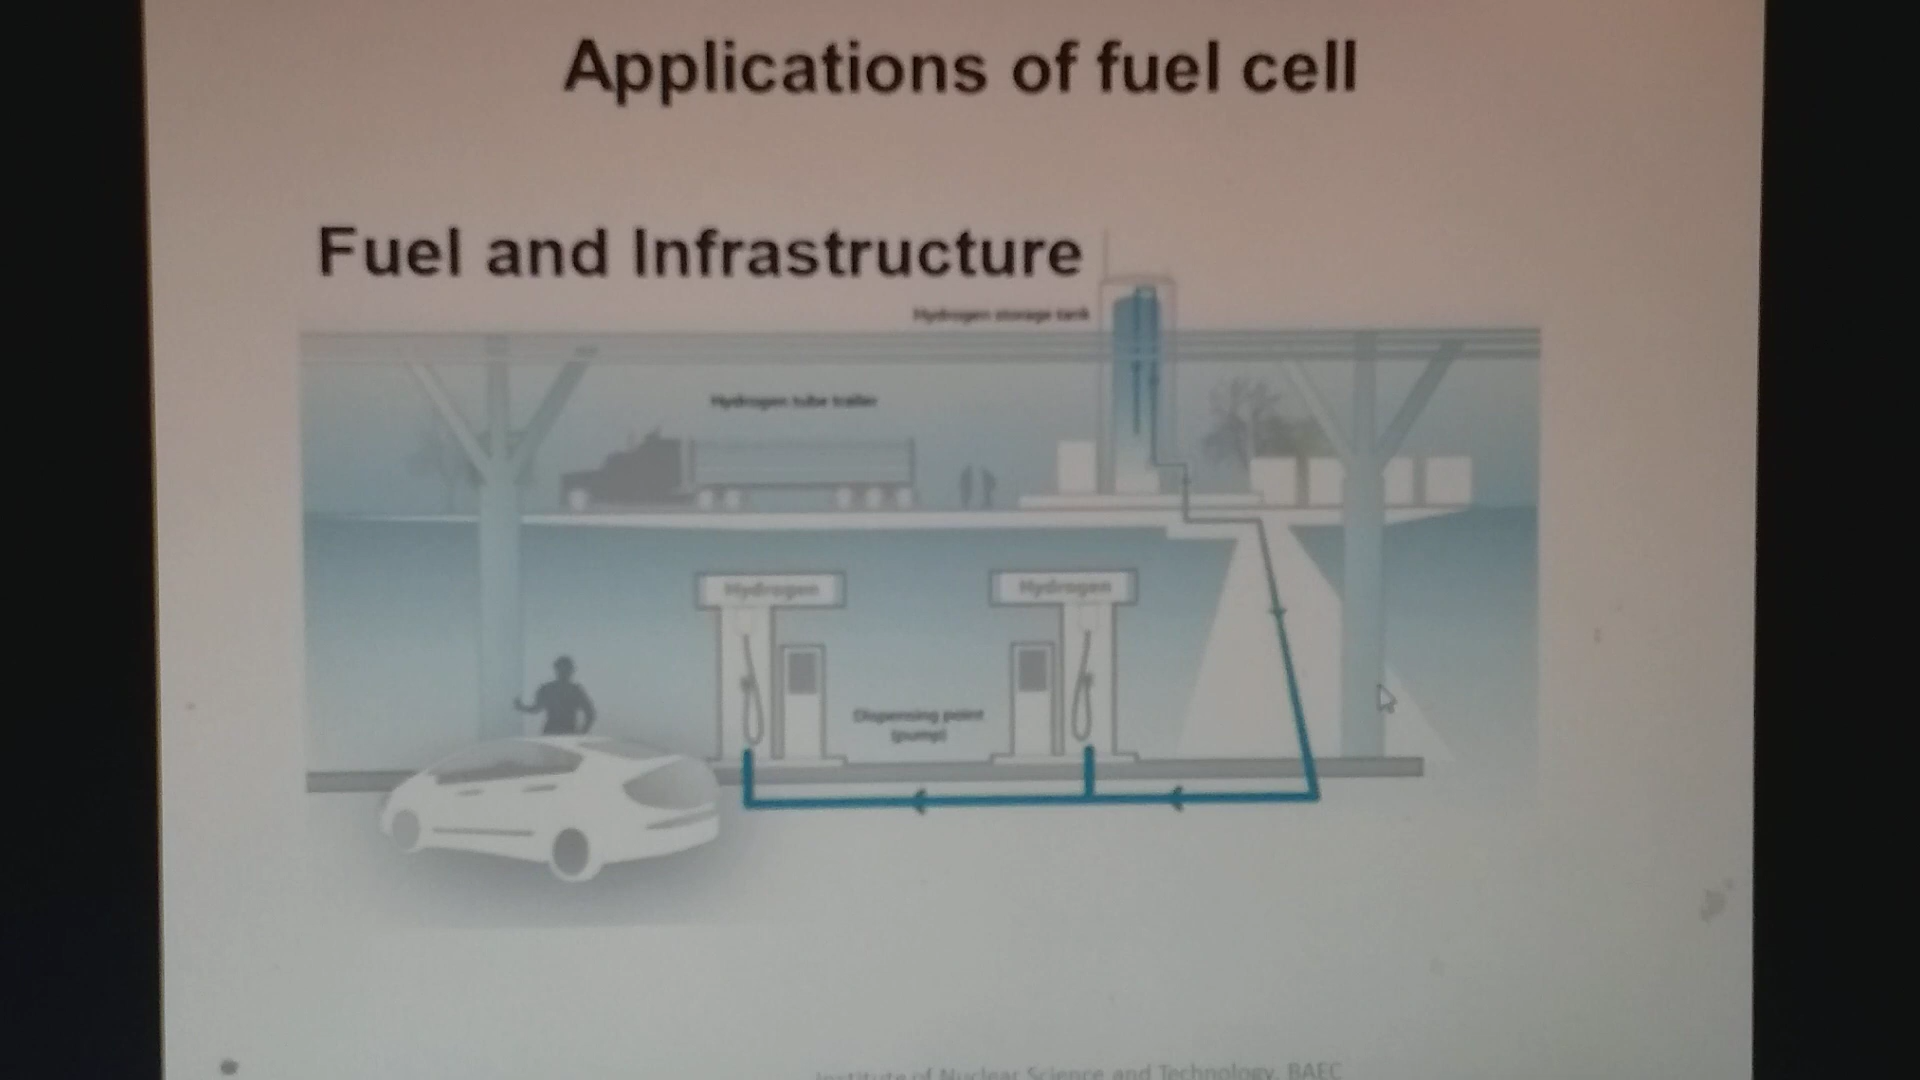 Applications of fuel cell
Fuel and Infrastructure
Hydrogen storage tank
Hydrogen tube trailer
Hydrogen
Hydrogen
Dispensing point
(pump)
Institute of Nuclear Science and Technology, BAEC